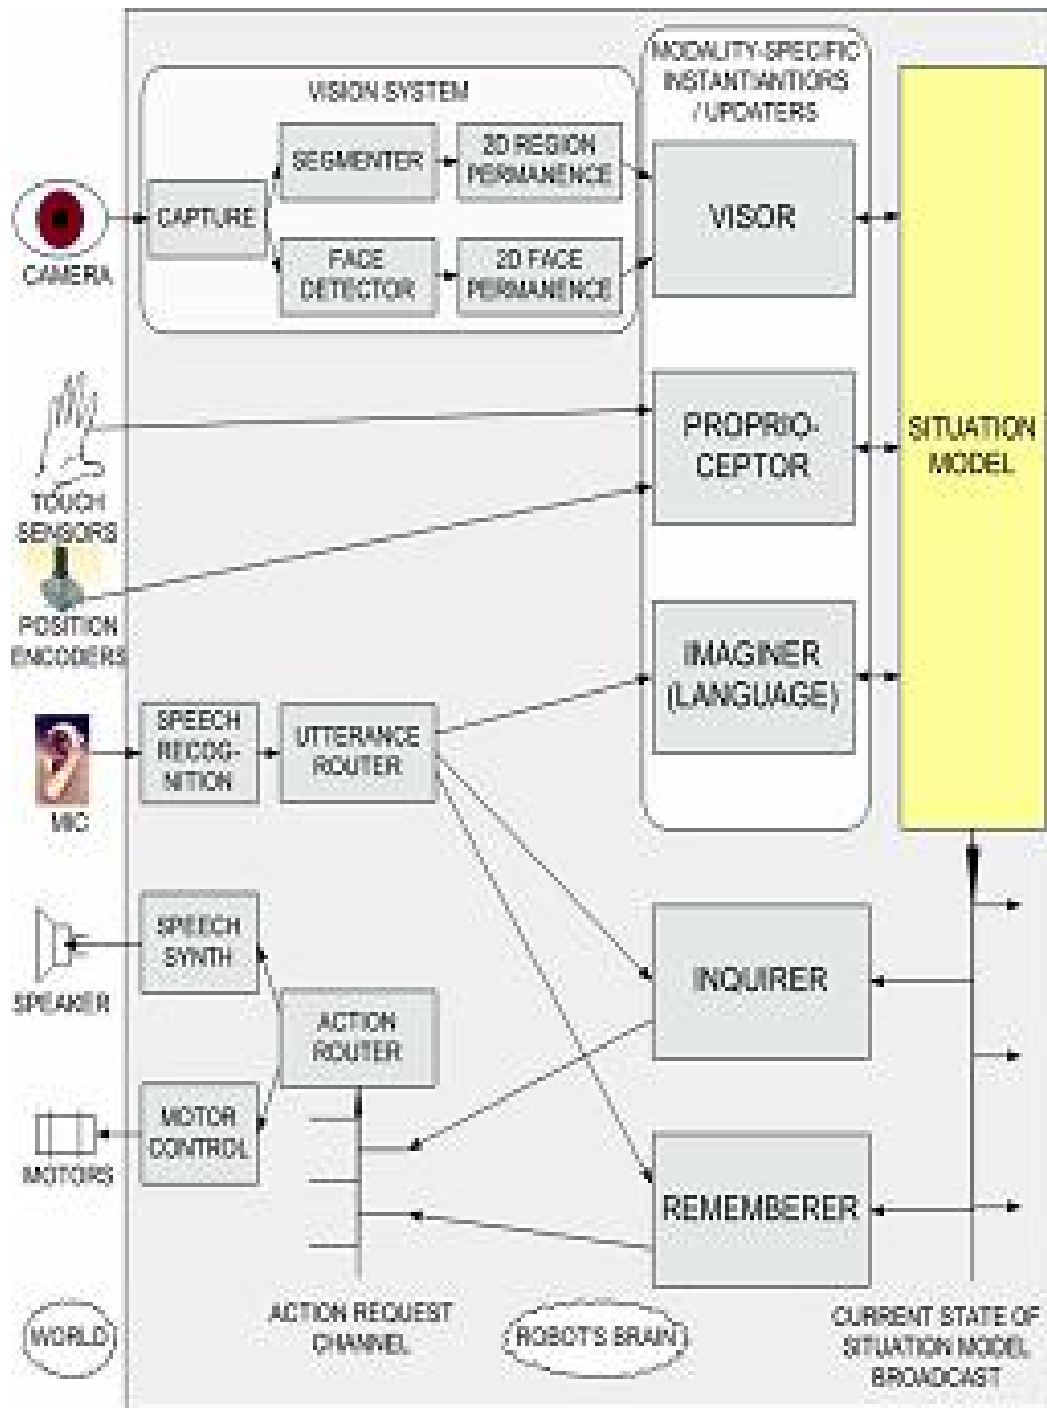 MODALITY-SPECIFIC
INSTANTIANTIORS
/ UPDATERS
VISION SYSTEM
SEGMENTER
2D REGION
PERMANENCE
CAPTURE
VISOR
FACE
DETECTOR
2D FACE
PERMANENCE
CAMERA
PROPRIO-
CEPTOR
SITUATION
MODEL
TOUCH
SENSORS
POSITION
ENCODERS
IMAGINER
(LANGUAGE)
SPEECH
RECOG-
NITION
UTTERANCE
ROUTER
MIC
SPEECH
SYNTH
SPEAKER
INQUIRER
ACTION
ROUTER
MOTOR
CONTROL
MOTORS
REMEMBERER
WORLD
ACTION REQUEST
CHANNEL
ROBOT'S BRAIN
CURRENT STATE OF
SITUATION MODEL
BROADCAST